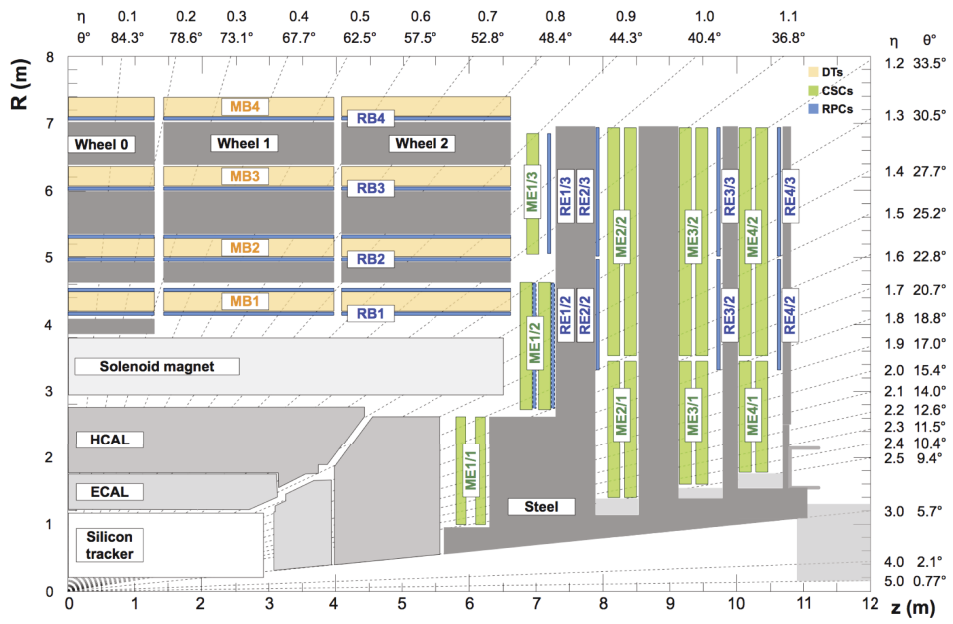 η 0.1 0.2 0.3 0.4 0.5 0.6 0.7 0.8 0.9 1.0 1.1
θ° 84.3° 78.6° 73.1° 67.7° 62.5° 57.5° 52.8° 48.4° 44.3° 40.4° 36.8° η θ°
R (m)
8
7
6
5
4
3
2
1
0
1.2 33.5°
1.3 30.5°
1.4 27.7°
1.5 25.2°
1.6 22.8°
1.7 20.7°
1.8 18.8°
1.9 17.0°
2.0 15.4°
2.1 14.0°
2.2 12.6°
2.3 11.5°
2.4 10.4°
2.5 9.4°
3.0 5.7°
4.0 2.1°
5.0 0.77°
DTs
CSCs
RPCs
MB4
RB4
Wheel 0 Wheel 1 Wheel 2
MB3
RB3
MB2
RB2
MB1
RB1
Solenoid magnet
HCAL
ECAL
Silicon
tracker
Steel
ME1/3
RE1/3
RE2/3
ME2/2
ME3/2
RE3/3
ME4/2
RE4/3
ME1/2
RE1/2
RE2/2
RE3/2
RE4/2
ME1/1
ME2/1
ME3/1
ME4/1
0 1 2 3 4 5 6 7 8 9 10 11 12
z (m)